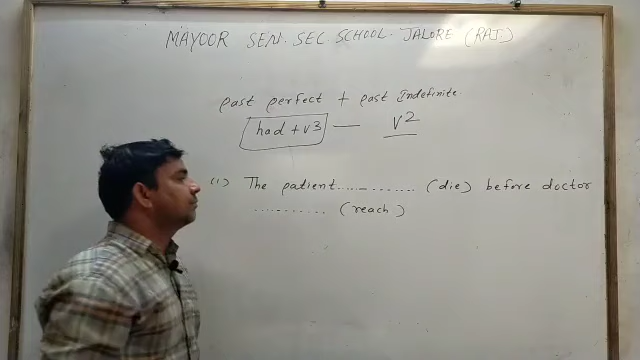 MAYOOR SEN. SEC. SCHOOL. JALORE (RAJ)
past perfect + past Indefinite.
had + v3 — v2
(1) The patient............... (die) before doctor
............ (reach)